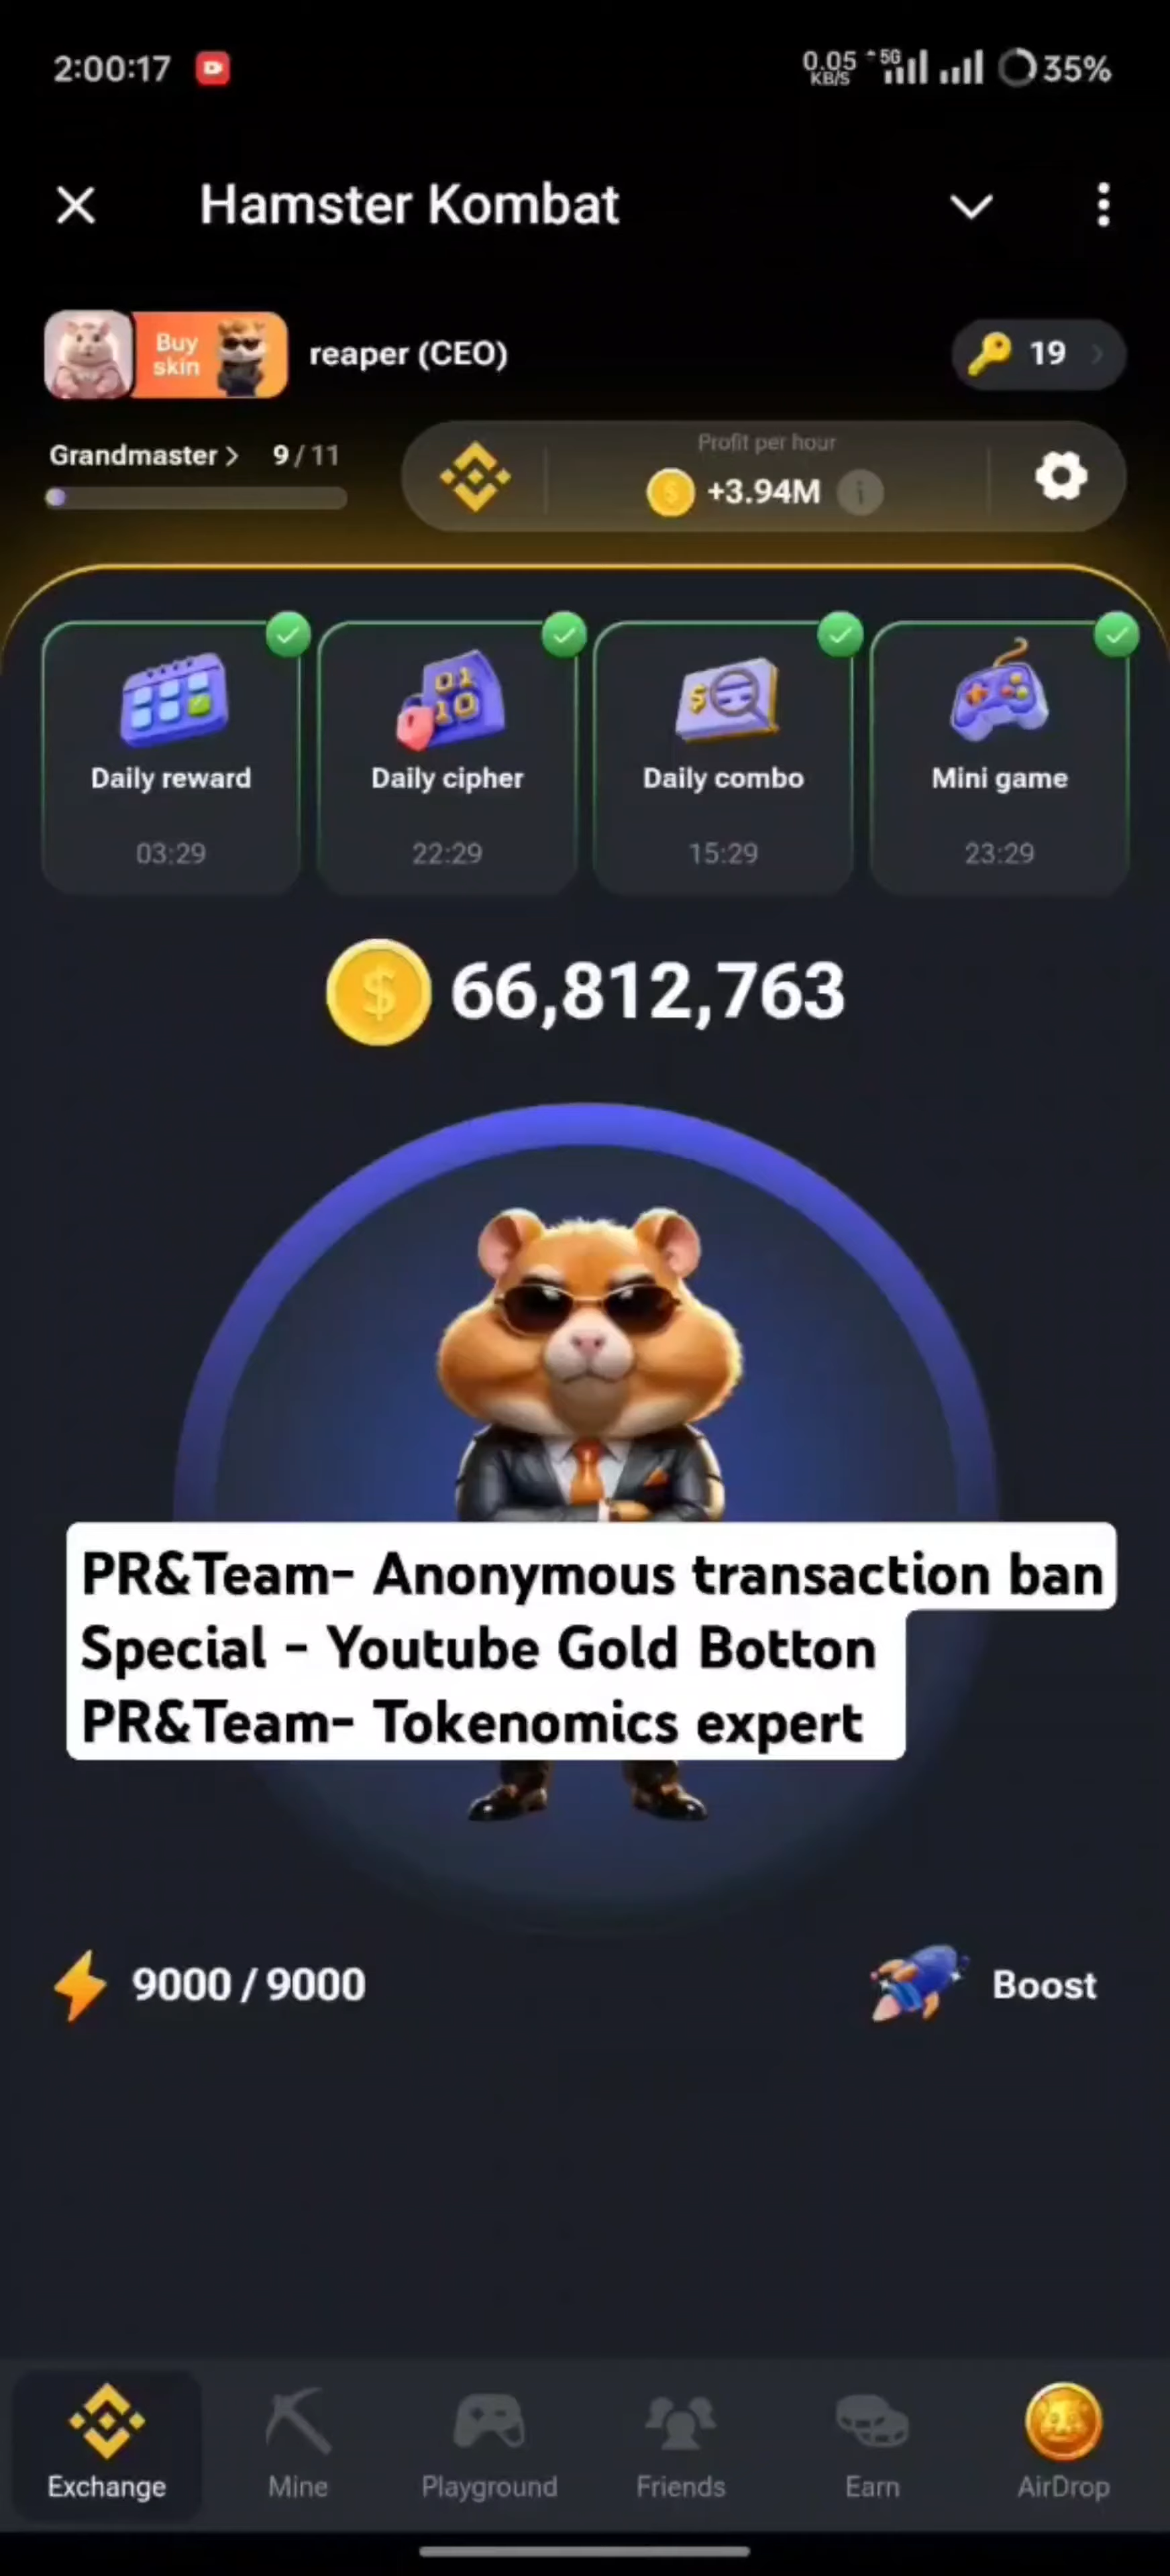 2:00:17
0.05 KB/S 5G 35%
Hamster Kombat
Buy skin
reaper (CEO)
19
Grandmaster > 9/11
Profit per hour
+3.94M
Daily reward
03:29
Daily cipher
22:29
Daily combo
15:29
Mini game
23:29
66,812,763
PR&Team- Anonymous transaction ban
Special - Youtube Gold Botton
PR&Team- Tokenomics expert
9000 / 9000
Boost
Exchange
Mine
Playground
Friends
Earn
AirDrop